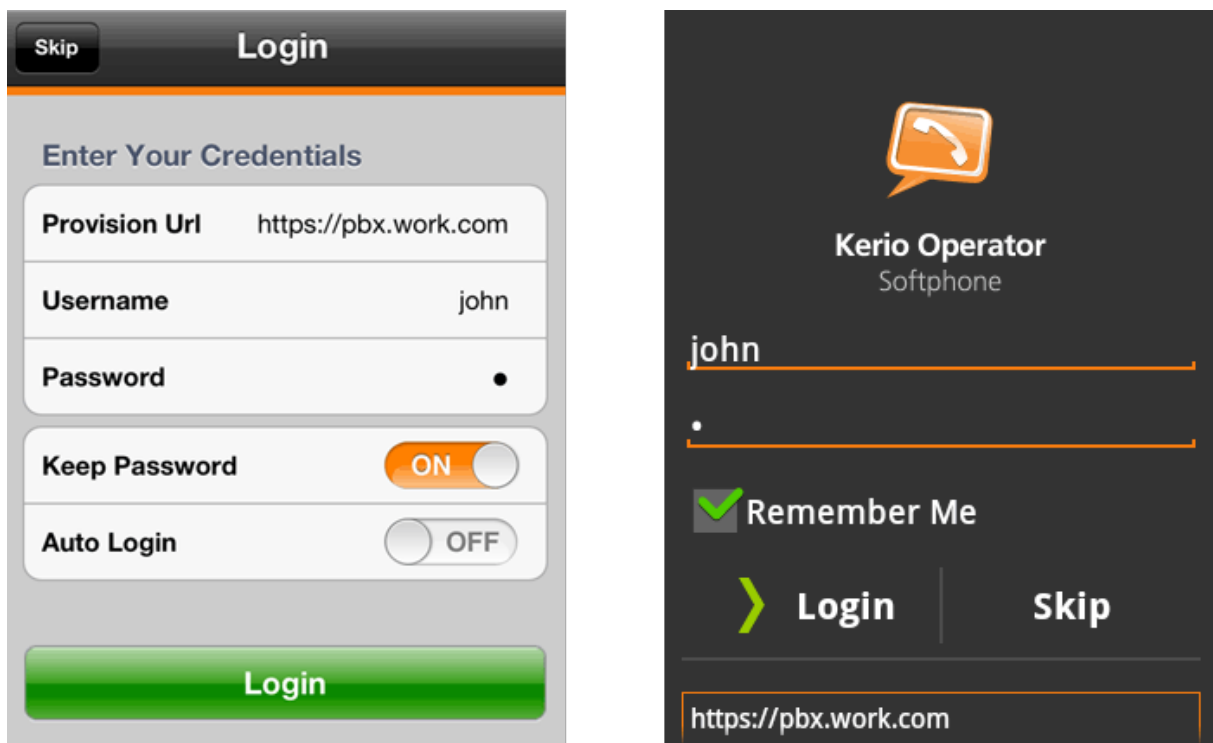 Skip
Login
Enter Your Credentials
Provision Url https://pbx.work.com
Username john
Password ●
Keep Password ON
Auto Login OFF
Login
Kerio Operator
Softphone
john
•
Remember Me
Login Skip
https://pbx.work.com